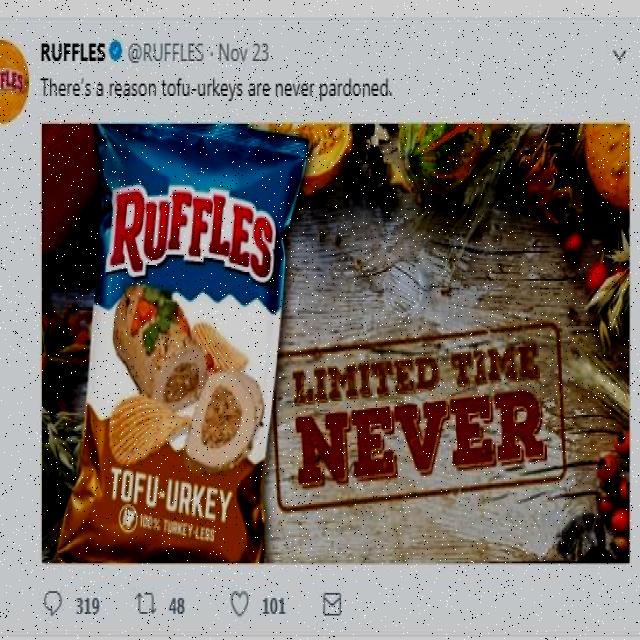 RUFFLES @RUFFLES · Nov 23
There's a reason tofu-urkeys are never pardoned.
FLES
RUFFLES
LIMITED TIME
NEVER
TOFU-URKEY
100% TURKEY-LESS
319 48 101